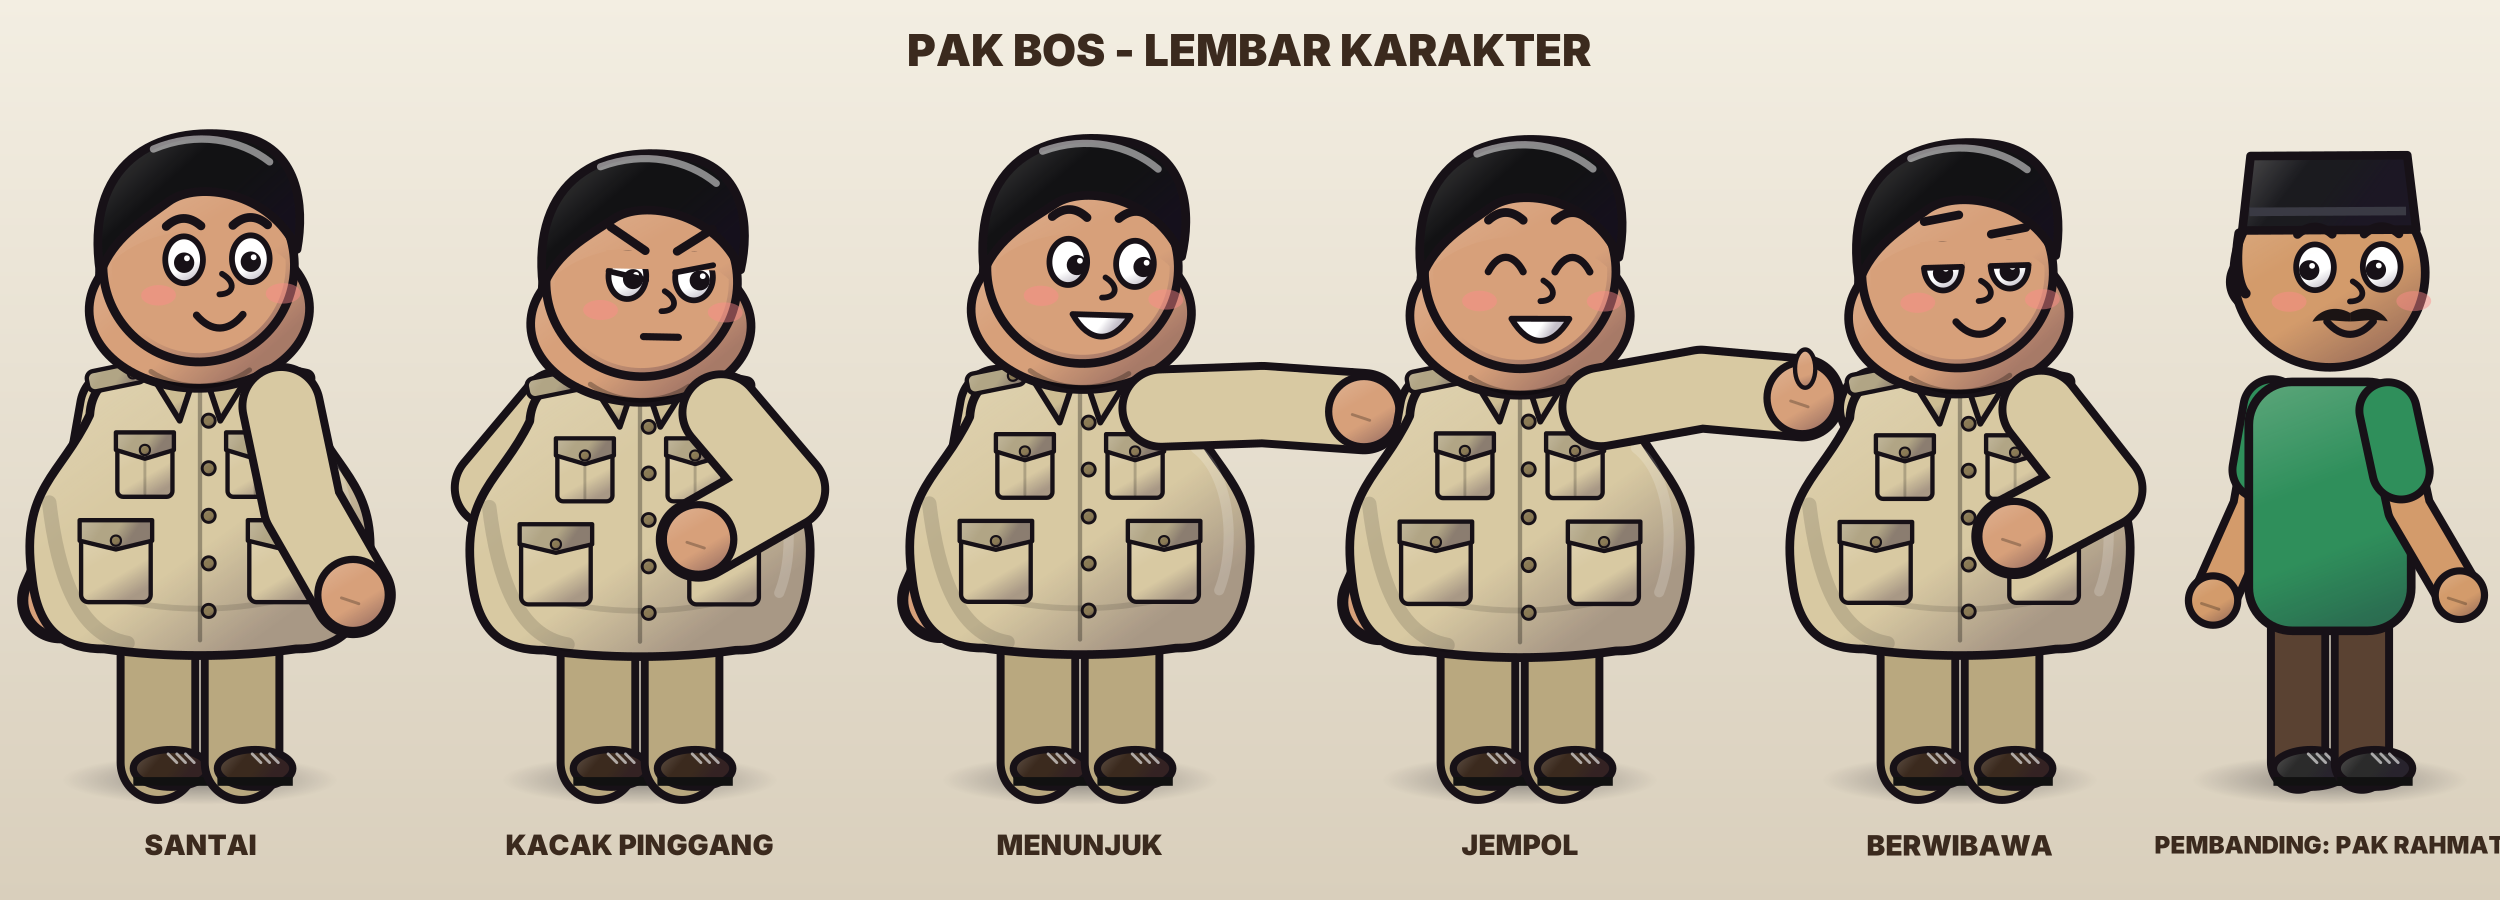 PAK BOS - LEMBAR KARAKTER
SANTAI
KACAK PINGGANG
MENUNJUK
JEMPOL
BERWIBAWA
PEMBANDING: PAK RAHMAT